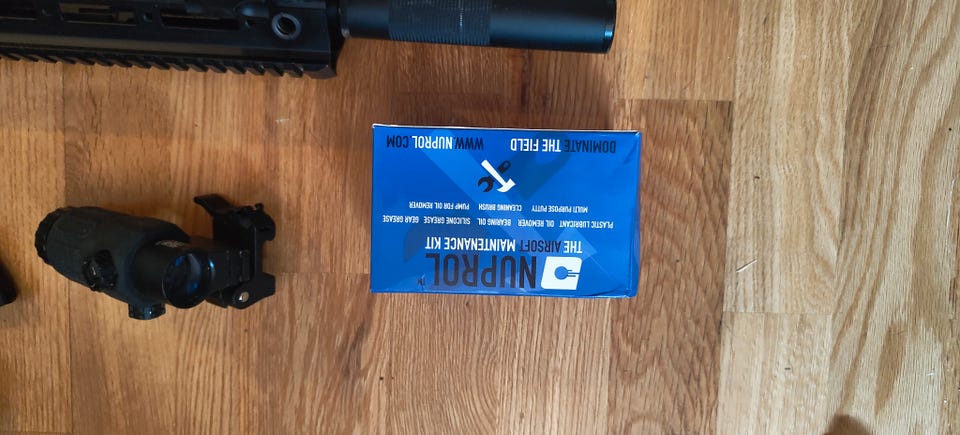 NUPROL™
THE AIRSOFT MAINTENANCE KIT
PLASTIC LUBRICANT OIL REMOVER BEARING OIL SILICONE GREASE GEAR GREASE
MULTI PURPOSE PUTTY CLEANING BRUSH PUMP FOR OIL REMOVER
DOMINATE THE FIELD WWW.NUPROL.COM